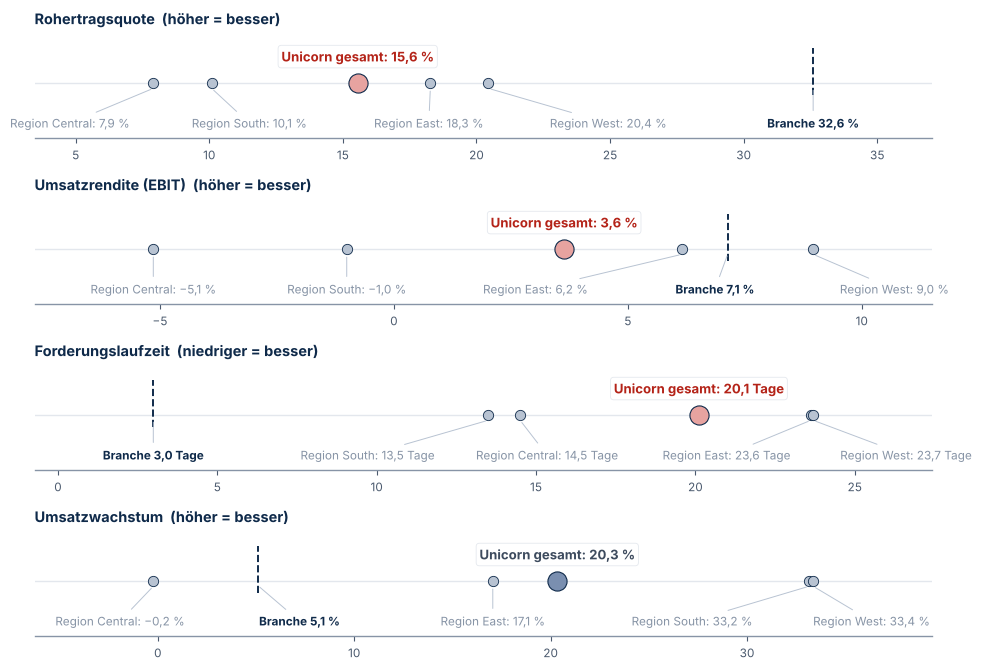 Rohertragsquote (höher = besser)
Unicorn gesamt: 15,6 %
Region Central: 7,9 %
Region South: 10,1 %
Region East: 18,3 %
Region West: 20,4 %
Branche 32,6 %
5 10 15 20 25 30 35
Umsatzrendite (EBIT) (höher = besser)
Unicorn gesamt: 3,6 %
Region Central: −5,1 %
Region South: −1,0 %
Region East: 6,2 %
Branche 7,1 %
Region West: 9,0 %
−5 0 5 10
Forderungslaufzeit (niedriger = besser)
Unicorn gesamt: 20,1 Tage
Branche 3,0 Tage
Region South: 13,5 Tage
Region Central: 14,5 Tage
Region East: 23,6 Tage
Region West: 23,7 Tage
0 5 10 15 20 25
Umsatzwachstum (höher = besser)
Unicorn gesamt: 20,3 %
Region Central: −0,2 %
Branche 5,1 %
Region East: 17,1 %
Region South: 33,2 %
Region West: 33,4 %
0 10 20 30